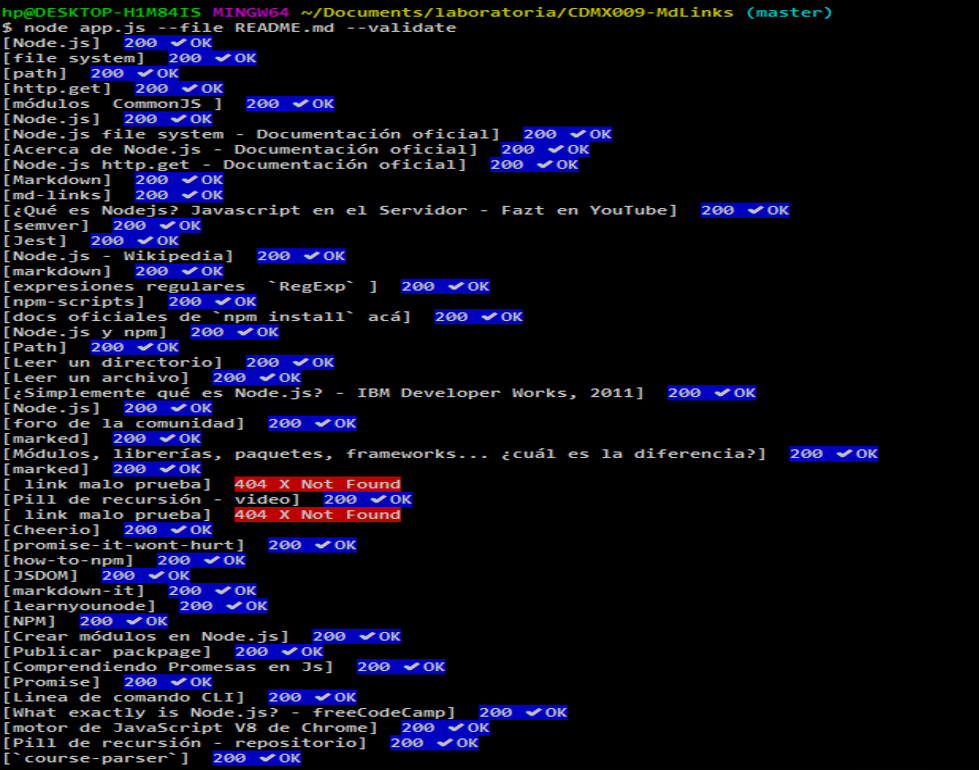 hp@DESKTOP-H1M84IS MINGW64 ~/Documents/laboratoria/CDMX009-MdLinks (master)
$ node app.js --file README.md --validate
[Node.js] 200 ✔OK
[file system] 200 ✔OK
[path] 200 ✔OK
[http.get] 200 ✔OK
[módulos CommonJS ] 200 ✔OK
[Node.js] 200 ✔OK
[Node.js file system - Documentación oficial] 200 ✔OK
[Acerca de Node.js - Documentación oficial] 200 ✔OK
[Node.js http.get - Documentación oficial] 200 ✔OK
[Markdown] 200 ✔OK
[md-links] 200 ✔OK
[¿Qué es Nodejs? Javascript en el Servidor - Fazt en YouTube] 200 ✔OK
[semver] 200 ✔OK
[Jest] 200 ✔OK
[Node.js - Wikipedia] 200 ✔OK
[markdown] 200 ✔OK
[expresiones regulares `RegExp` ] 200 ✔OK
[npm-scripts] 200 ✔OK
[docs oficiales de `npm install` acá] 200 ✔OK
[Node.js y npm] 200 ✔OK
[Path] 200 ✔OK
[Leer un directorio] 200 ✔OK
[Leer un archivo] 200 ✔OK
[¿Simplemente qué es Node.js? - IBM Developer Works, 2011] 200 ✔OK
[Node.js] 200 ✔OK
[foro de la comunidad] 200 ✔OK
[marked] 200 ✔OK
[Módulos, librerías, paquetes, frameworks... ¿cuál es la diferencia?] 200 ✔OK
[marked] 200 ✔OK
[ link malo prueba] 404 X Not Found
[Pill de recursión - video] 200 ✔OK
[ link malo prueba] 404 X Not Found
[Cheerio] 200 ✔OK
[promise-it-wont-hurt] 200 ✔OK
[how-to-npm] 200 ✔OK
[JSDOM] 200 ✔OK
[markdown-it] 200 ✔OK
[learnyounode] 200 ✔OK
[NPM] 200 ✔OK
[Crear módulos en Node.js] 200 ✔OK
[Publicar packpage] 200 ✔OK
[Comprendiendo Promesas en Js] 200 ✔OK
[Promise] 200 ✔OK
[Linea de comando CLI] 200 ✔OK
[What exactly is Node.js? - freeCodeCamp] 200 ✔OK
[motor de JavaScript V8 de Chrome] 200 ✔OK
[Pill de recursión - repositorio] 200 ✔OK
[`course-parser`] 200 ✔OK